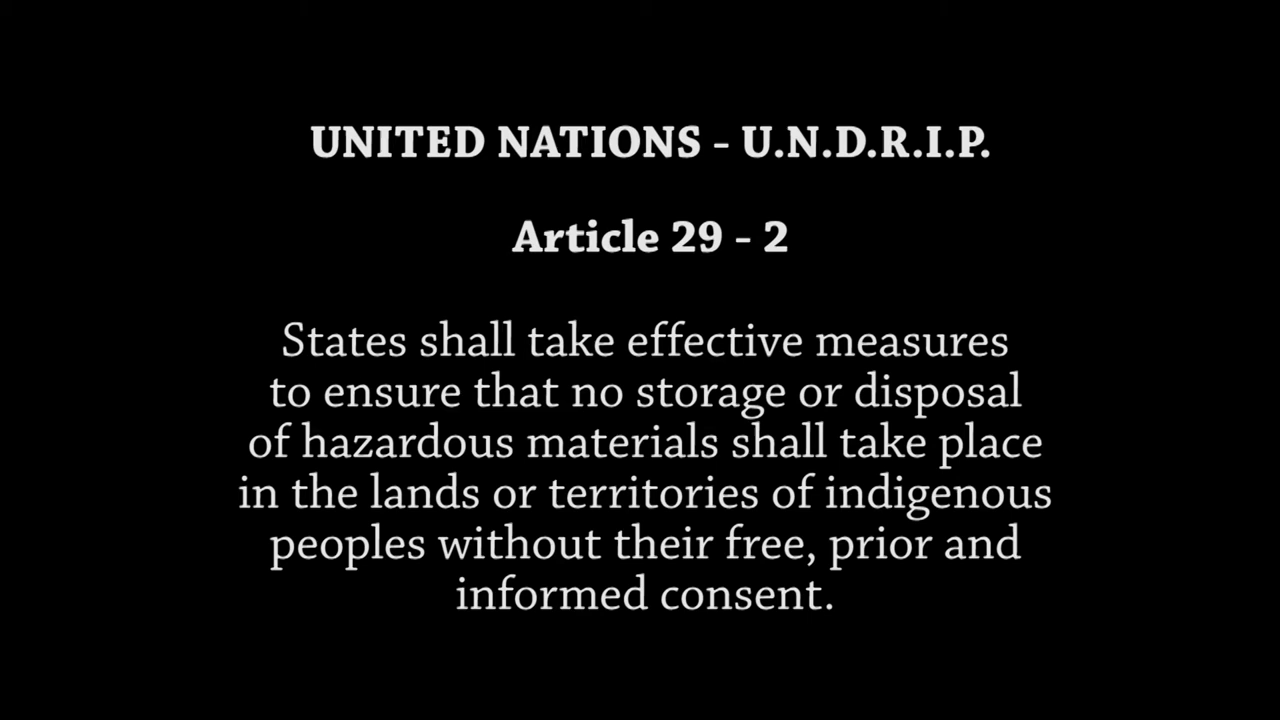 UNITED NATIONS - U.N.D.R.I.P.
Article 29 - 2
States shall take effective measures
to ensure that no storage or disposal
of hazardous materials shall take place
in the lands or territories of indigenous
peoples without their free, prior and
informed consent.